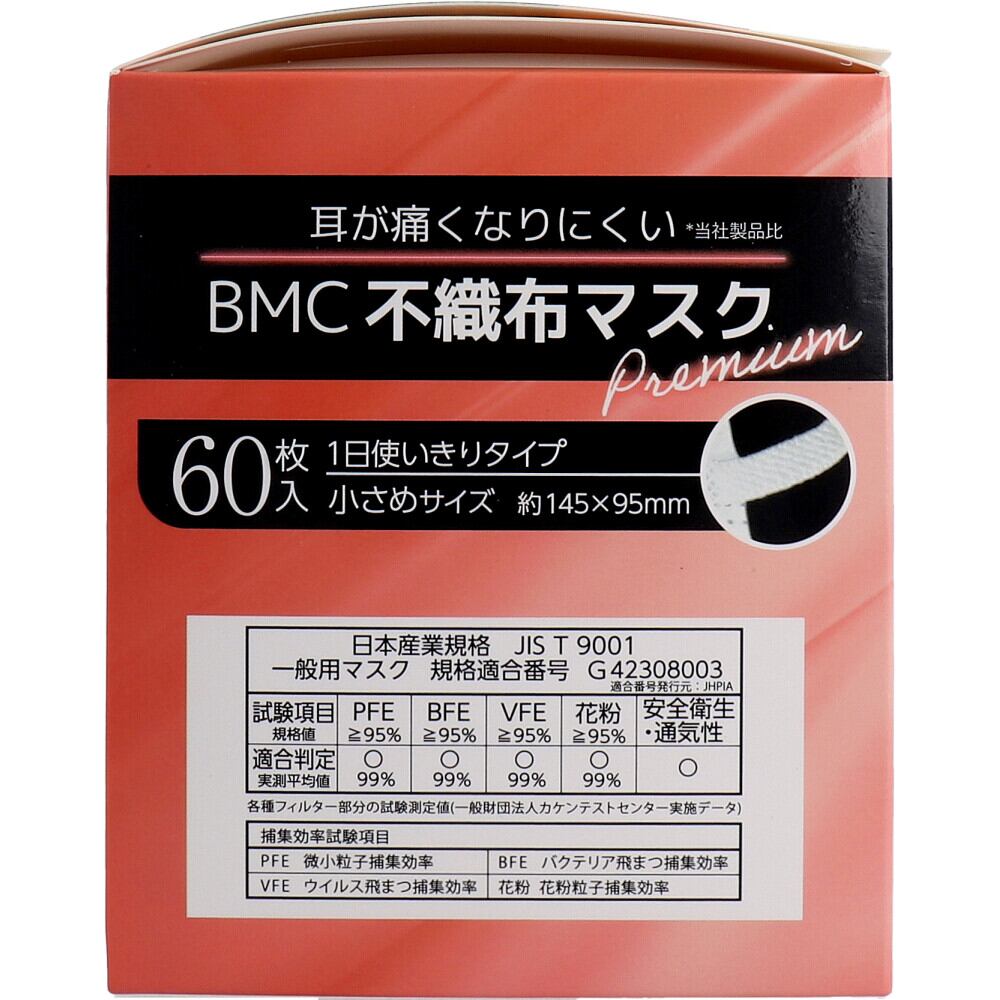 耳が痛くなりにくい *当社製品比
BMC 不織布マスク
Premium
60枚入
1日使いきりタイプ
小さめサイズ 約145×95mm
日本産業規格 JIS T 9001
一般用マスク 規格適合番号 G42308003
適合番号発行元：JHPIA
試験項目 PFE BFE VFE 花粉 安全衛生
規格値 ≧95% ≧95% ≧95% ≧95% ・通気性
適合判定 ○ ○ ○ ○ ○
実測平均値 99% 99% 99% 99%
各種フィルター部分の試験測定値(一般財団法人カケンテストセンター実施データ)
捕集効率試験項目
PFE 微小粒子捕集効率 BFE バクテリア飛まつ捕集効率
VFE ウイルス飛まつ捕集効率 花粉 花粉粒子捕集効率